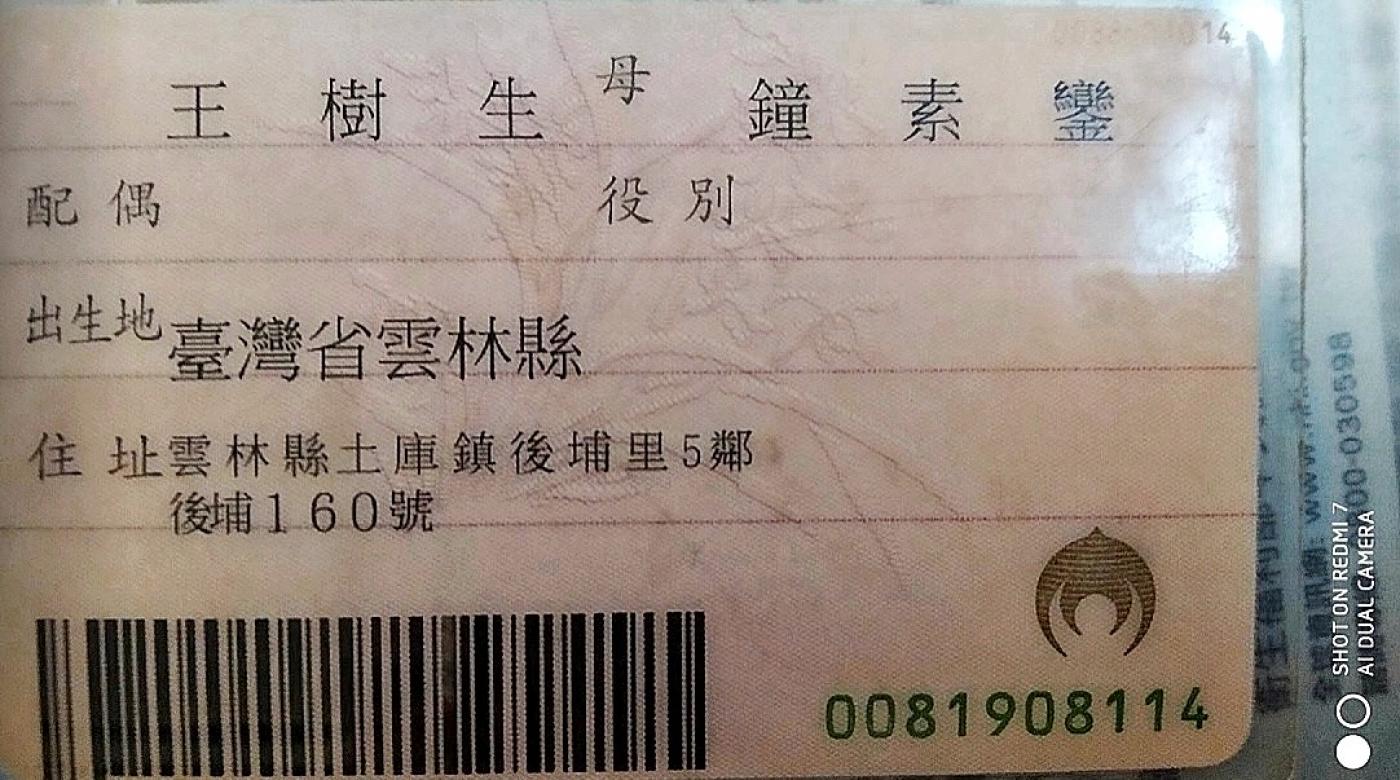 王樹生 母 鐘素鑾
配偶 役別
出生地 臺灣省雲林縣
住址 雲林縣土庫鎮後埔里5鄰
後埔160號
0081908114
SHOT ON REDMI 7
AI DUAL CAMERA